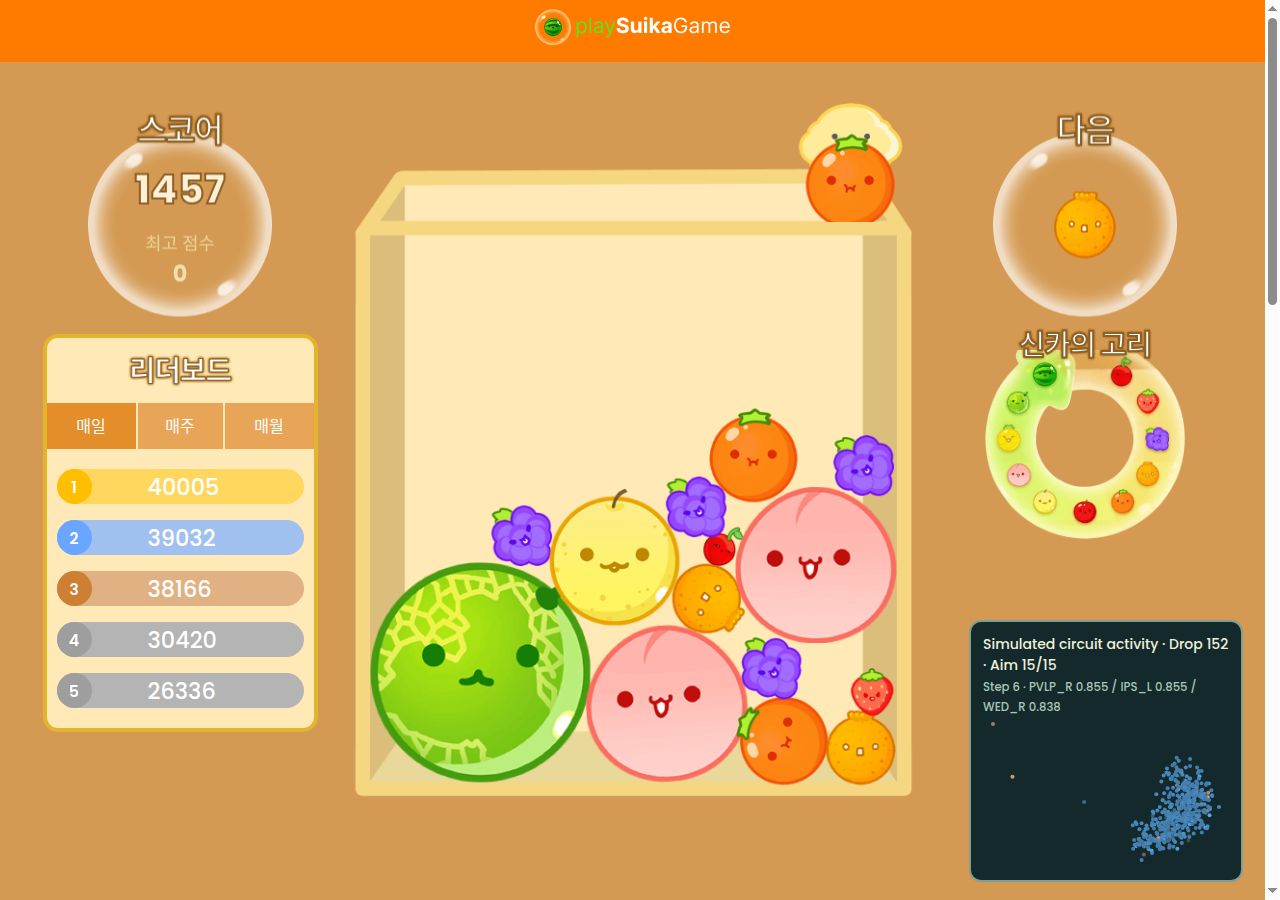 playSuikaGame
스코어
1457
최고 점수
0
다음
신카의 고리
리더보드
매일 매주 매월
1 40005
2 39032
3 38166
4 30420
5 26336
Simulated circuit activity · Drop 152
· Aim 15/15
Step 6 · PVLP_R 0.855 / IPS_L 0.855 /
WED_R 0.838